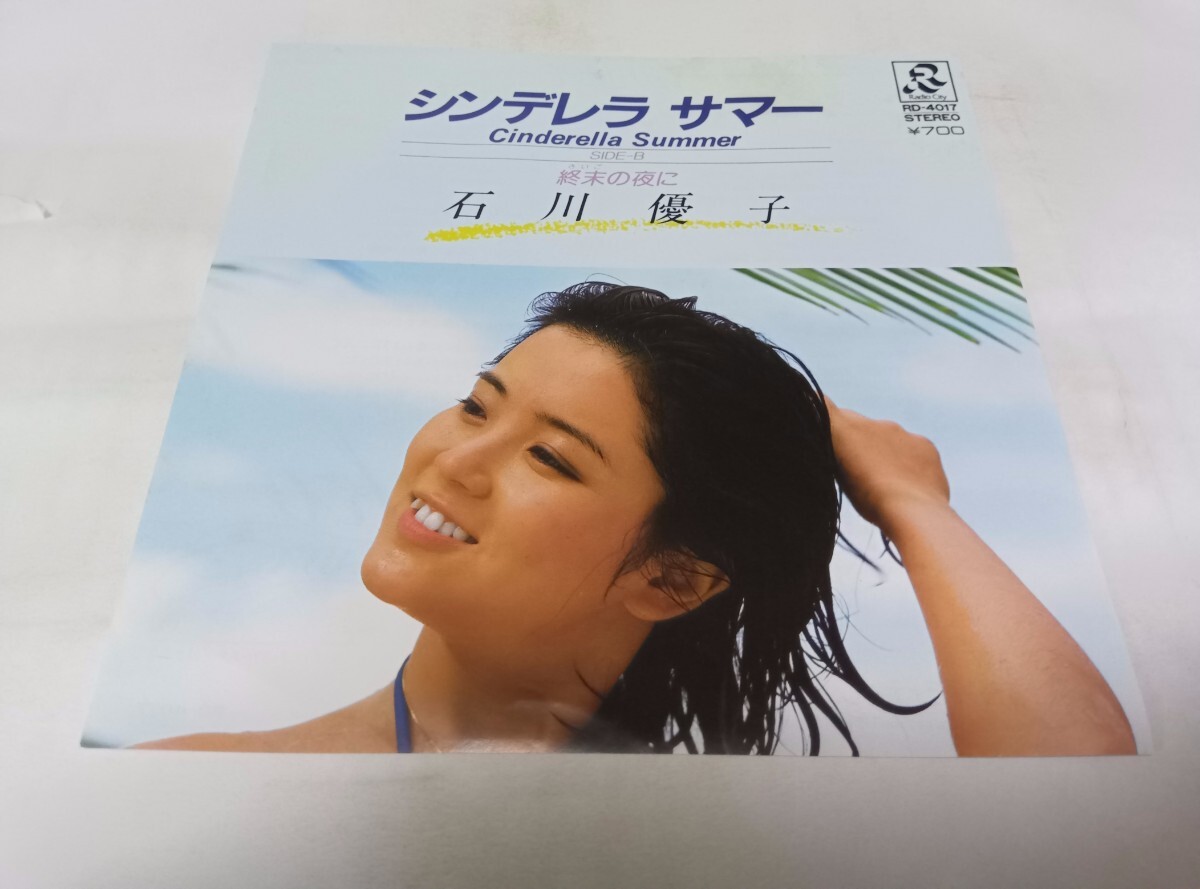 シンデレラ サマー
Cinderella Summer
SIDE-B
終末の夜に
石川優子
R
Radio City
RD-4017
STEREO
¥700